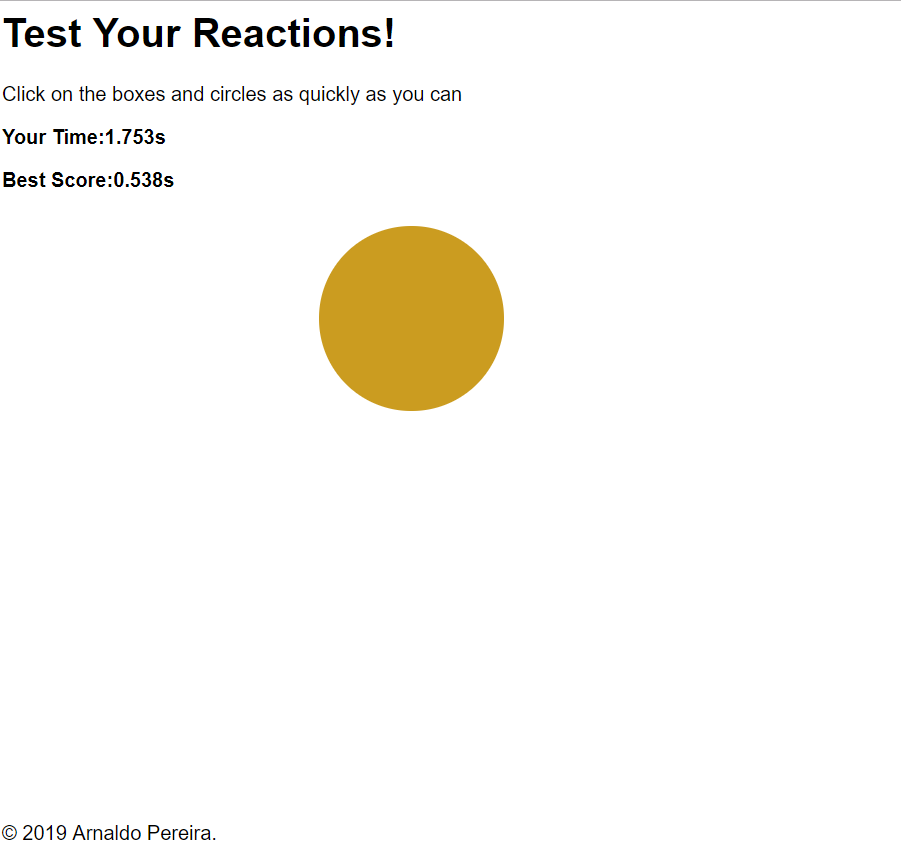 Test Your Reactions!
Click on the boxes and circles as quickly as you can
Your Time:1.753s
Best Score:0.538s
© 2019 Arnaldo Pereira.